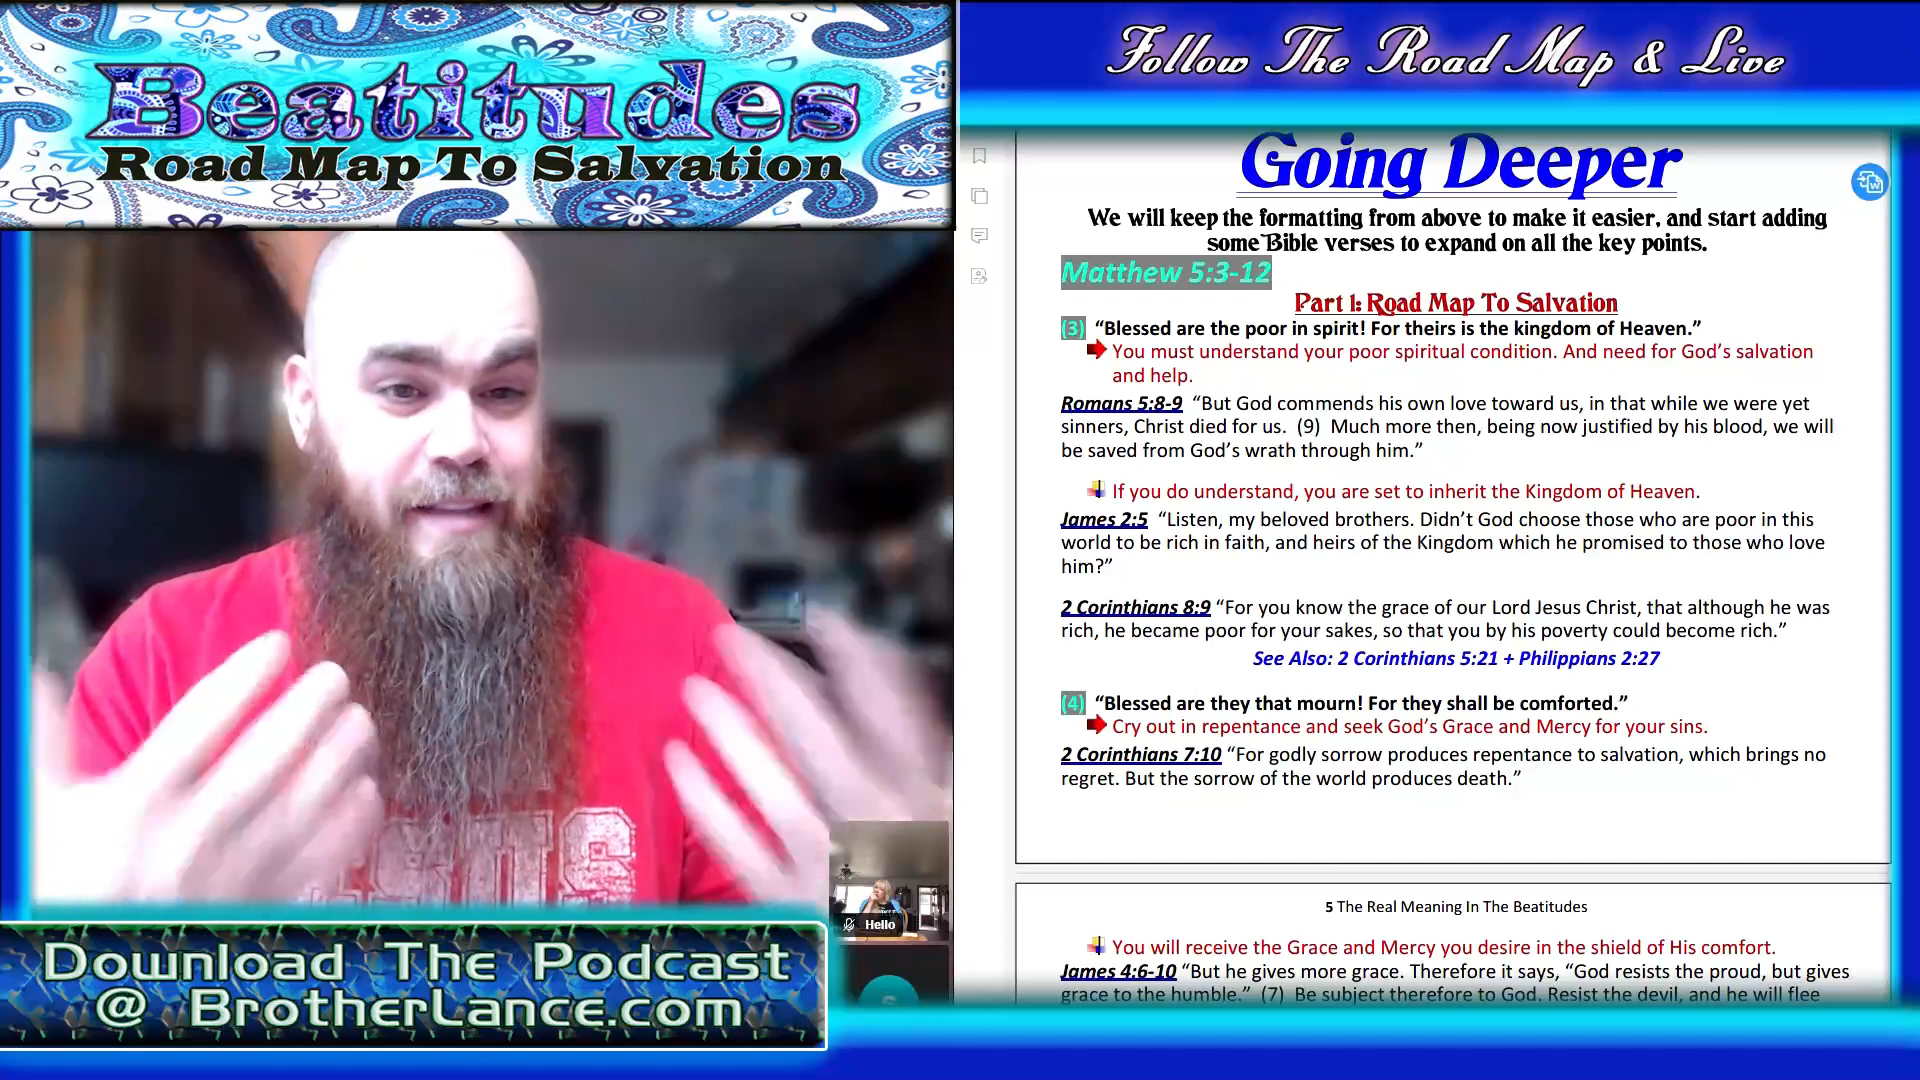 Beatitudes
Road Map To Salvation
Follow The Road Map & Live
Going Deeper
We will keep the formatting from above to make it easier, and start adding
some Bible verses to expand on all the key points.
Matthew 5:3-12
Part 1: Road Map To Salvation
(3) “Blessed are the poor in spirit! For theirs is the kingdom of Heaven.”
You must understand your poor spiritual condition. And need for God’s salvation
and help.
Romans 5:8-9 “But God commends his own love toward us, in that while we were yet
sinners, Christ died for us. (9) Much more then, being now justified by his blood, we will
be saved from God’s wrath through him.”
If you do understand, you are set to inherit the Kingdom of Heaven.
James 2:5 “Listen, my beloved brothers. Didn’t God choose those who are poor in this
world to be rich in faith, and heirs of the Kingdom which he promised to those who love
him?”
2 Corinthians 8:9 “For you know the grace of our Lord Jesus Christ, that although he was
rich, he became poor for your sakes, so that you by his poverty could become rich.”
See Also: 2 Corinthians 5:21 + Philippians 2:27
(4) “Blessed are they that mourn! For they shall be comforted.”
Cry out in repentance and seek God’s Grace and Mercy for your sins.
2 Corinthians 7:10 “For godly sorrow produces repentance to salvation, which brings no
regret. But the sorrow of the world produces death.”
5 The Real Meaning In The Beatitudes
You will receive the Grace and Mercy you desire in the shield of His comfort.
James 4:6-10 “But he gives more grace. Therefore it says, “God resists the proud, but gives
grace to the humble.” (7) Be subject therefore to God. Resist the devil, and he will flee
Hello
Download The Podcast
@ BrotherLance.com